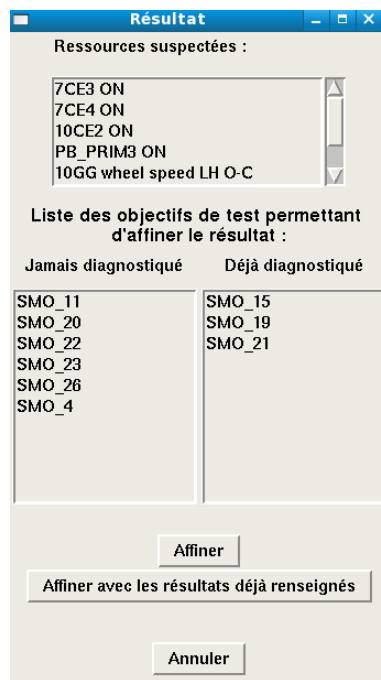 Résultat
Ressources suspectées :
7CE3 ON
7CE4 ON
10CE2 ON
PB_PRIM3 ON
10GG wheel speed LH O-C
Liste des objectifs de test permettant
d'affiner le résultat :
Jamais diagnostiqué
Déjà diagnostiqué
SMO_11
SMO_20
SMO_22
SMO_23
SMO_26
SMO_4
SMO_15
SMO_19
SMO_21
Affiner
Affiner avec les résultats déjà renseignés
Annuler